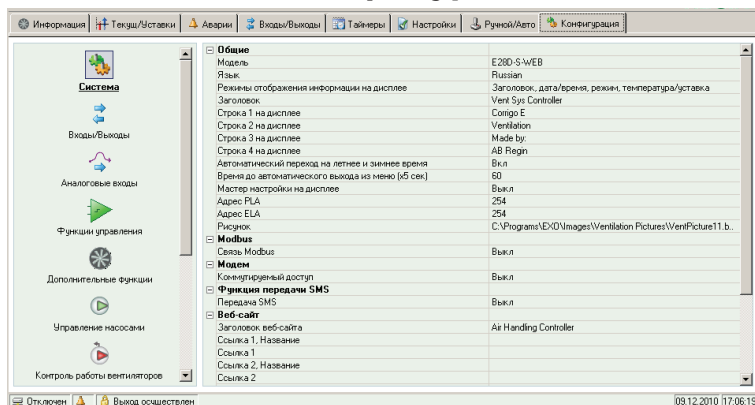 Информация Текущ/Уставки Аварии Входы/Выходы Таймеры Настройки Ручной/Авто Конфигурация
Система
Входы/Выходы
Аналоговые входы
Функции управления
Дополнительные функции
Управление насосами
Контроль работы вентиляторов
Общие
Модель E28D-S-WEB
Язык Russian
Режимы отображения информации на дисплее Заголовок, дата/время, режим, температура/уставка
Заголовок Vent Sys Controller
Строка 1 на дисплее Corrigo E
Строка 2 на дисплее Ventilation
Строка 3 на дисплее Made by:
Строка 4 на дисплее AB Regin
Автоматический переход на летнее и зимнее время Вкл
Время до автоматического выхода из меню (x5 сек) 60
Мастер настройки на дисплее Выкл
Адрес PLA 254
Адрес ELA 254
Рисунок C:\Programs\EXO\Images\Ventilation Pictures\VentPicture11.b..
Modbus
Связь Modbus Выкл
Модем
Коммутируемый доступ Выкл
Функция передачи SMS
Передача SMS Выкл
Веб-сайт
Заголовок веб-сайта Air Handling Controller
Ссылка 1, Название
Ссылка 1
Ссылка 2, Название
Ссылка 2
Отключен Выход осуществлен 09.12.2010 17:06:19